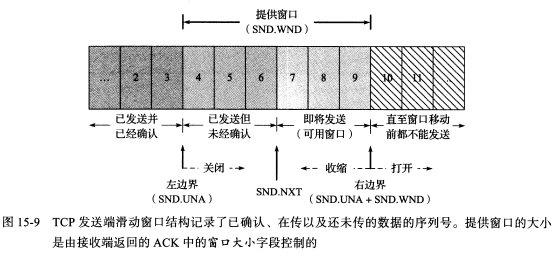 提供窗口
(SND.WND)
... 2 3 4 5 6 7 8 9 10 11 ...
已发送并 已发送但 即将发送 直至窗口移动
已经确认 未经确认 (可用窗口) 前都不能发送
关闭 收缩 打开
左边界 SND.NXT 右边界
(SND.UNA) (SND.UNA + SND.WND)
图 15-9 TCP 发送端滑动窗口结构记录了已确认、在传以及还未传的数据的序列号。提供窗口的大小
是由接收端返回的 ACK 中的窗口大小字段控制的